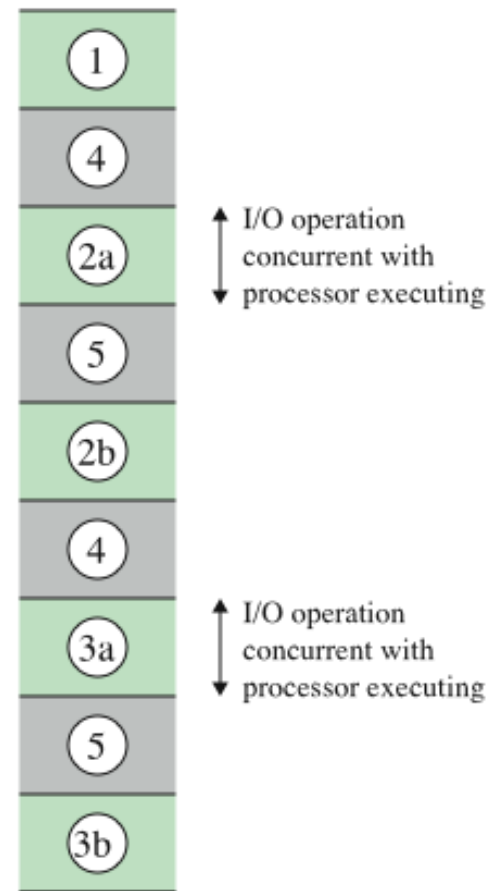 1
4
2a
I/O operation
concurrent with
processor executing
5
2b
4
3a
I/O operation
concurrent with
processor executing
5
3b